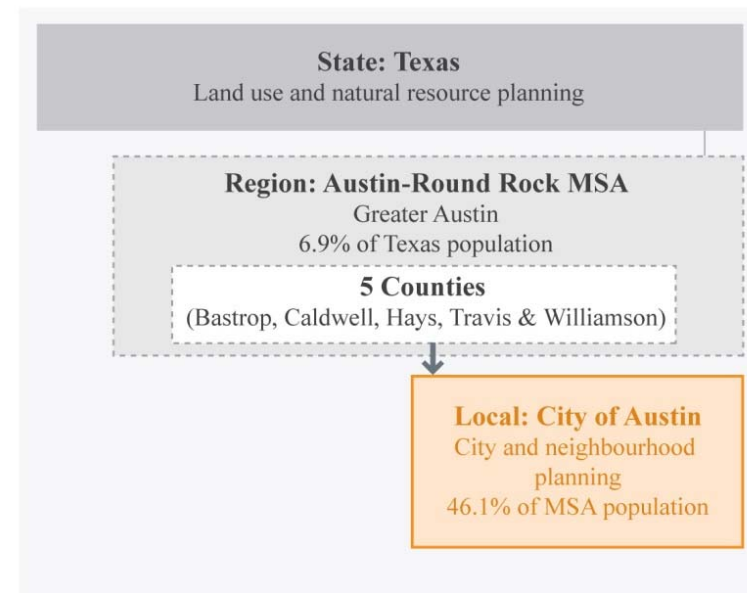 State: Texas
Land use and natural resource planning
Region: Austin-Round Rock MSA
Greater Austin
6.9% of Texas population
5 Counties
(Bastrop, Caldwell, Hays, Travis & Williamson)
Local: City of Austin
City and neighbourhood
planning
46.1% of MSA population